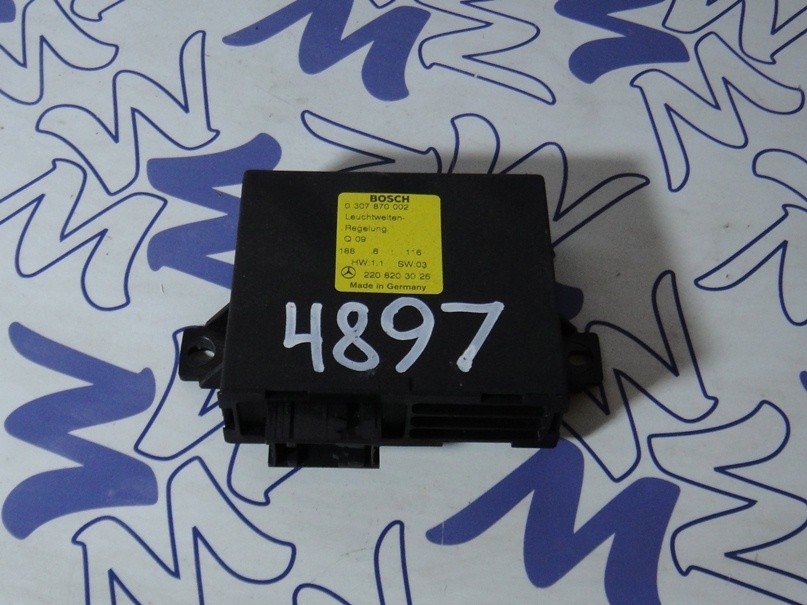 BOSCH
0 307 870 002
Leuchtweiten-
Regelung
Q 09
HW:1.1 SW:03
220 820 30 26
Made in Germany
4897